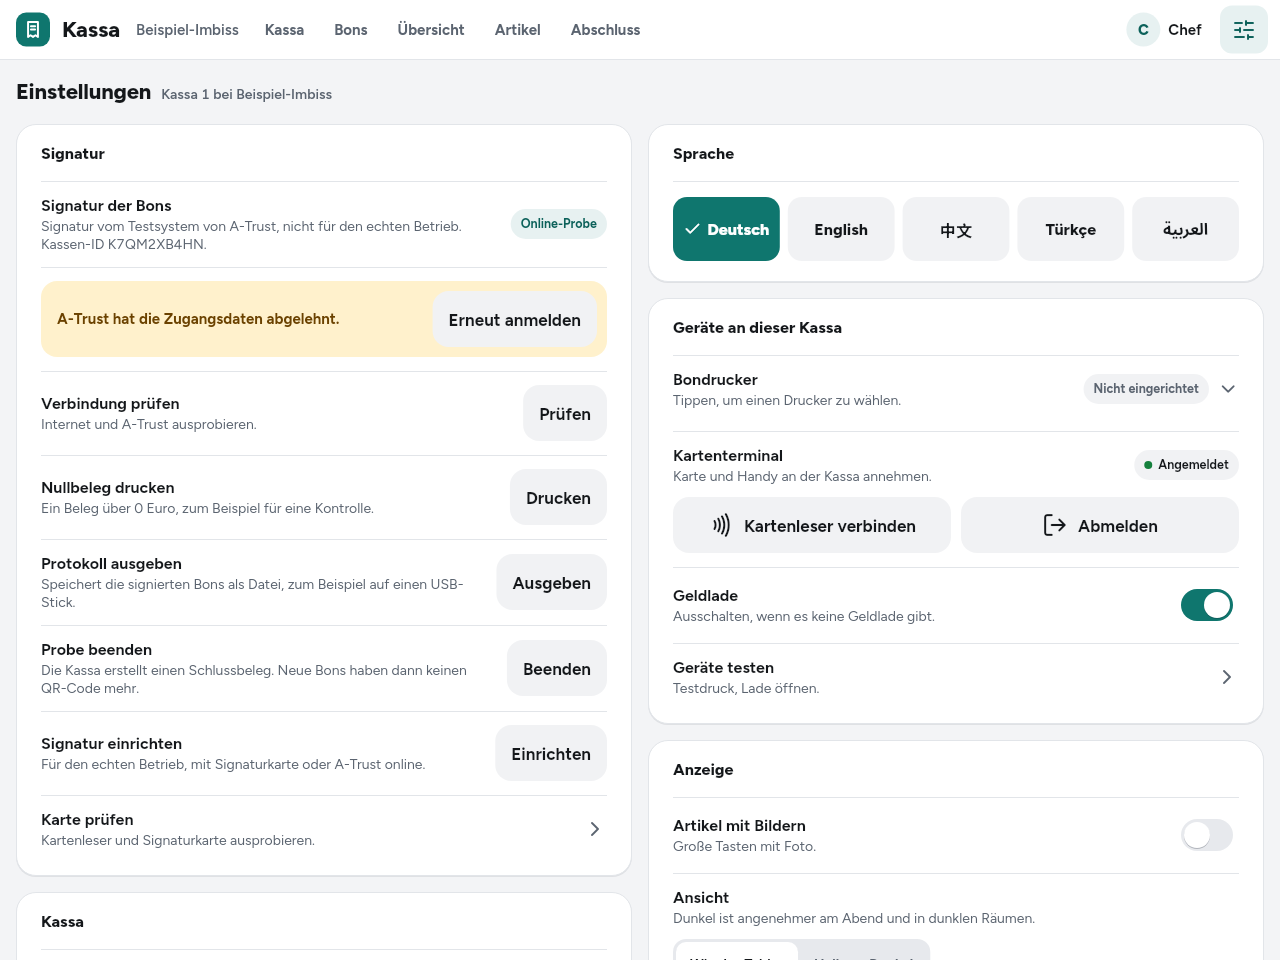 Kassa
Beispiel-Imbiss
Kassa
Bons
Übersicht
Artikel
Abschluss
C
Chef
Einstellungen
Kassa 1 bei Beispiel-Imbiss
Signatur
Signatur der Bons
Signatur vom Testsystem von A-Trust, nicht für den echten Betrieb.
Kassen-ID K7QM2XB4HN.
Online-Probe
A-Trust hat die Zugangsdaten abgelehnt.
Erneut anmelden
Verbindung prüfen
Internet und A-Trust ausprobieren.
Prüfen
Nullbeleg drucken
Ein Beleg über 0 Euro, zum Beispiel für eine Kontrolle.
Drucken
Protokoll ausgeben
Speichert die signierten Bons als Datei, zum Beispiel auf einen USB-
Stick.
Ausgeben
Probe beenden
Die Kassa erstellt einen Schlussbeleg. Neue Bons haben dann keinen
QR-Code mehr.
Beenden
Signatur einrichten
Für den echten Betrieb, mit Signaturkarte oder A-Trust online.
Einrichten
Karte prüfen
Kartenleser und Signaturkarte ausprobieren.
Kassa
Sprache
Deutsch
English
中文
Türkçe
العربية
Geräte an dieser Kassa
Bondrucker
Tippen, um einen Drucker zu wählen.
Nicht eingerichtet
Kartenterminal
Karte und Handy an der Kassa annehmen.
Angemeldet
Kartenleser verbinden
Abmelden
Geldlade
Ausschalten, wenn es keine Geldlade gibt.
Geräte testen
Testdruck, Lade öffnen.
Anzeige
Artikel mit Bildern
Große Tasten mit Foto.
Ansicht
Dunkel ist angenehmer am Abend und in dunklen Räumen.